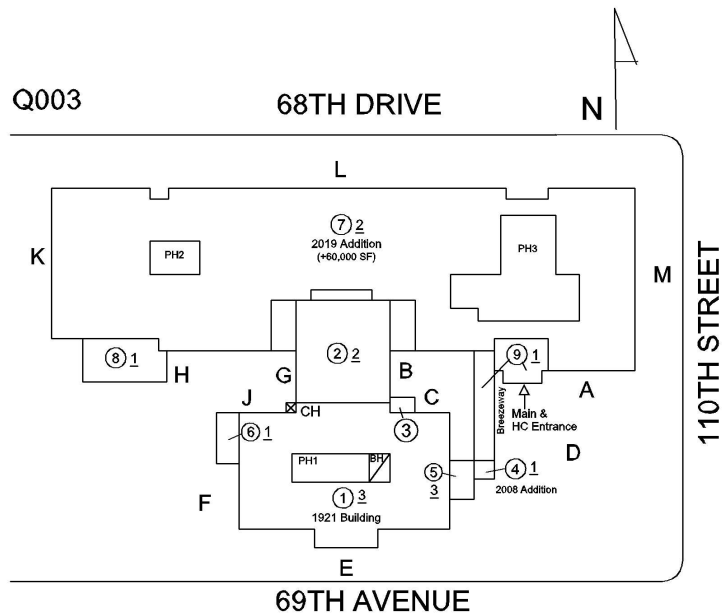 Q003
68TH DRIVE
N
L
7 2
2019 Addition
(+60,000 SF)
PH2
PH3
K
M
110TH STREET
8 1
2 2
9 1
H
G
B
A
J
C
CH
Breezeway
Main &
HC Entrance
3
6 1
D
PH1
BH
5
3
4 1
2008 Addition
F
1 3
1921 Building
E
69TH AVENUE